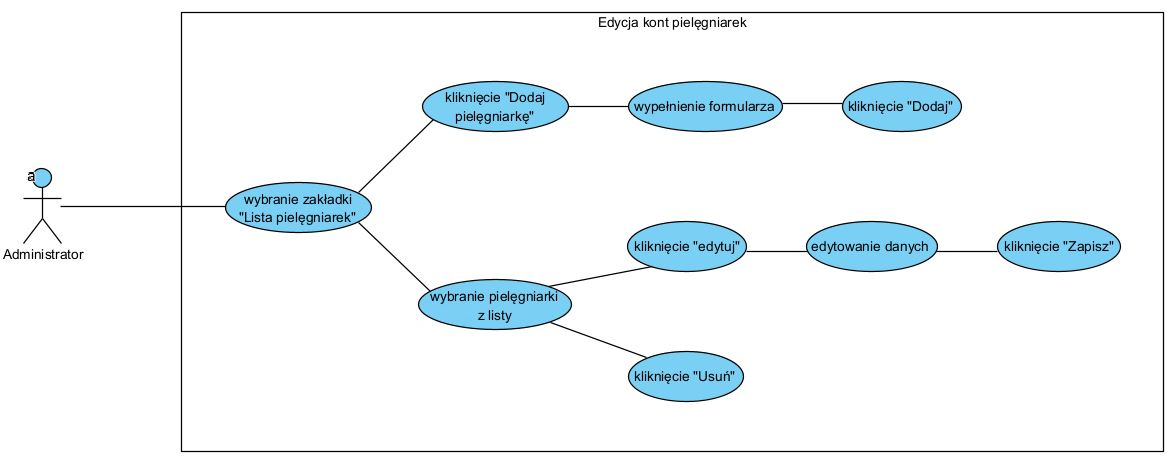 Edycja kont pielęgniarek
kliknięcie "Dodaj
pielęgniarkę"
wypełnienie formularza
kliknięcie "Dodaj"
a
Administrator
wybranie zakładki
"Lista pielęgniarek"
kliknięcie "edytuj"
edytowanie danych
kliknięcie "Zapisz"
wybranie pielęgniarki
z listy
kliknięcie "Usuń"